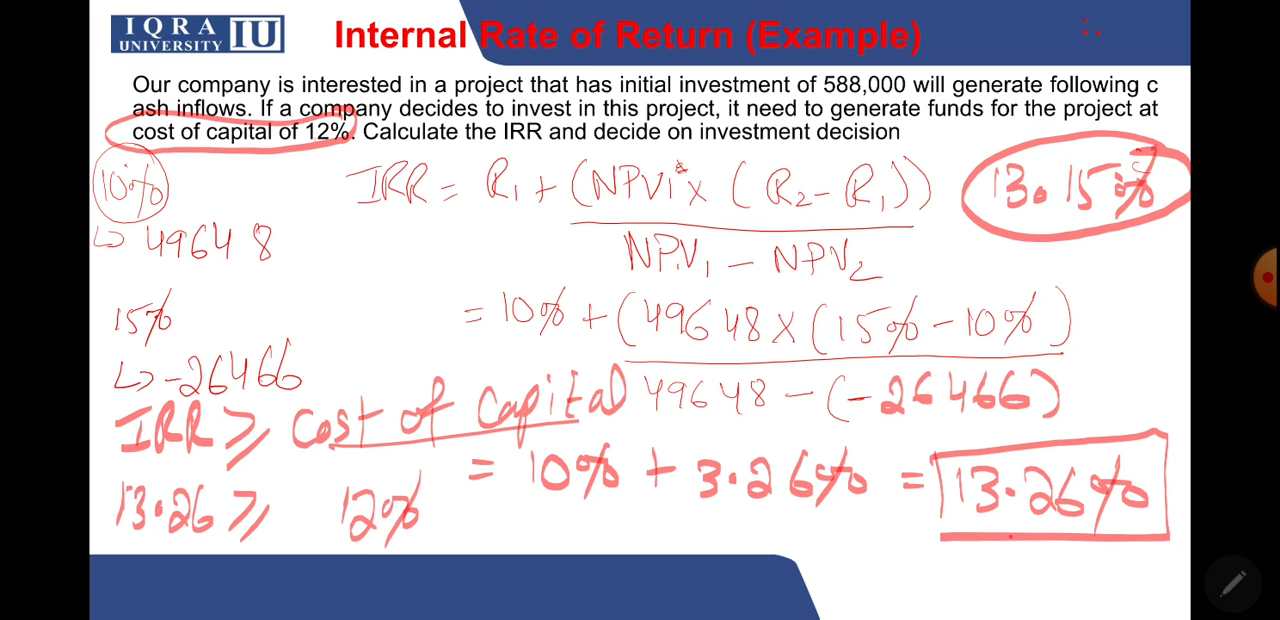 IQRA
UNIVERSITY IU
Internal Rate of Return (Example)
Our company is interested in a project that has initial investment of 588,000 will generate following c
ash inflows. If a company decides to invest in this project, it need to generate funds for the project at
cost of capital of 12%. Calculate the IRR and decide on investment decision
10%
↳ 49648
15%
↳ -26466
IRR = R1 + (NPV1 x (R2 - R1))
NPV1 - NPV2
13.15%
= 10% + (49648 x (15% - 10%)
49648 - (-26466)
= 10% + 3.26% = 13.26%
IRR ≥ Cost of Capital
13.26 ≥ 12%